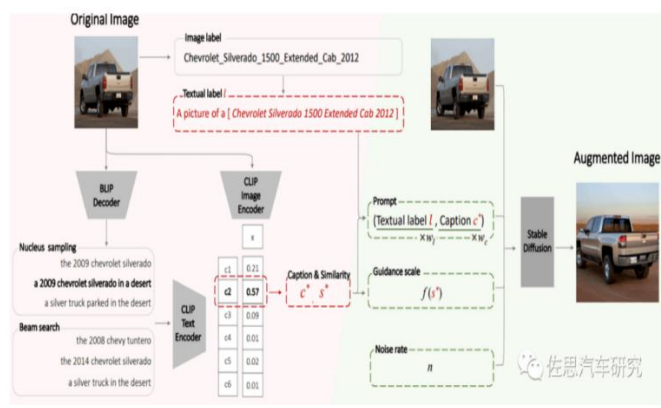 Original Image
Image label
Chevrolet_Silverado_1500_Extended_Cab_2012
Textual label l
A picture of a [ Chevrolet Silverado 1500 Extended Cab 2012 ]
Augmented Image
BLIP
Decoder
CLIP
Image
Encoder
Prompt
(Textual label l , Caption c*)
×w_l ×w_c
Stable
Diffusion
Nucleus sampling
the 2009 chevrolet silverado
a 2009 chevrolet silverado in a desert
a silver truck parked in the desert
Beam search
the 2008 chevy tuntero
the 2014 chevrolet silverado
a silver truck in the desert
CLIP
Text
Encoder
s
c1 0.21
c2 0.57
c3 0.09
c4 0.01
c5 0.02
c6 0.01
Caption & Similarity
c* , s*
Guidance scale
f(s*)
Noise rate
n
佐思汽车研究